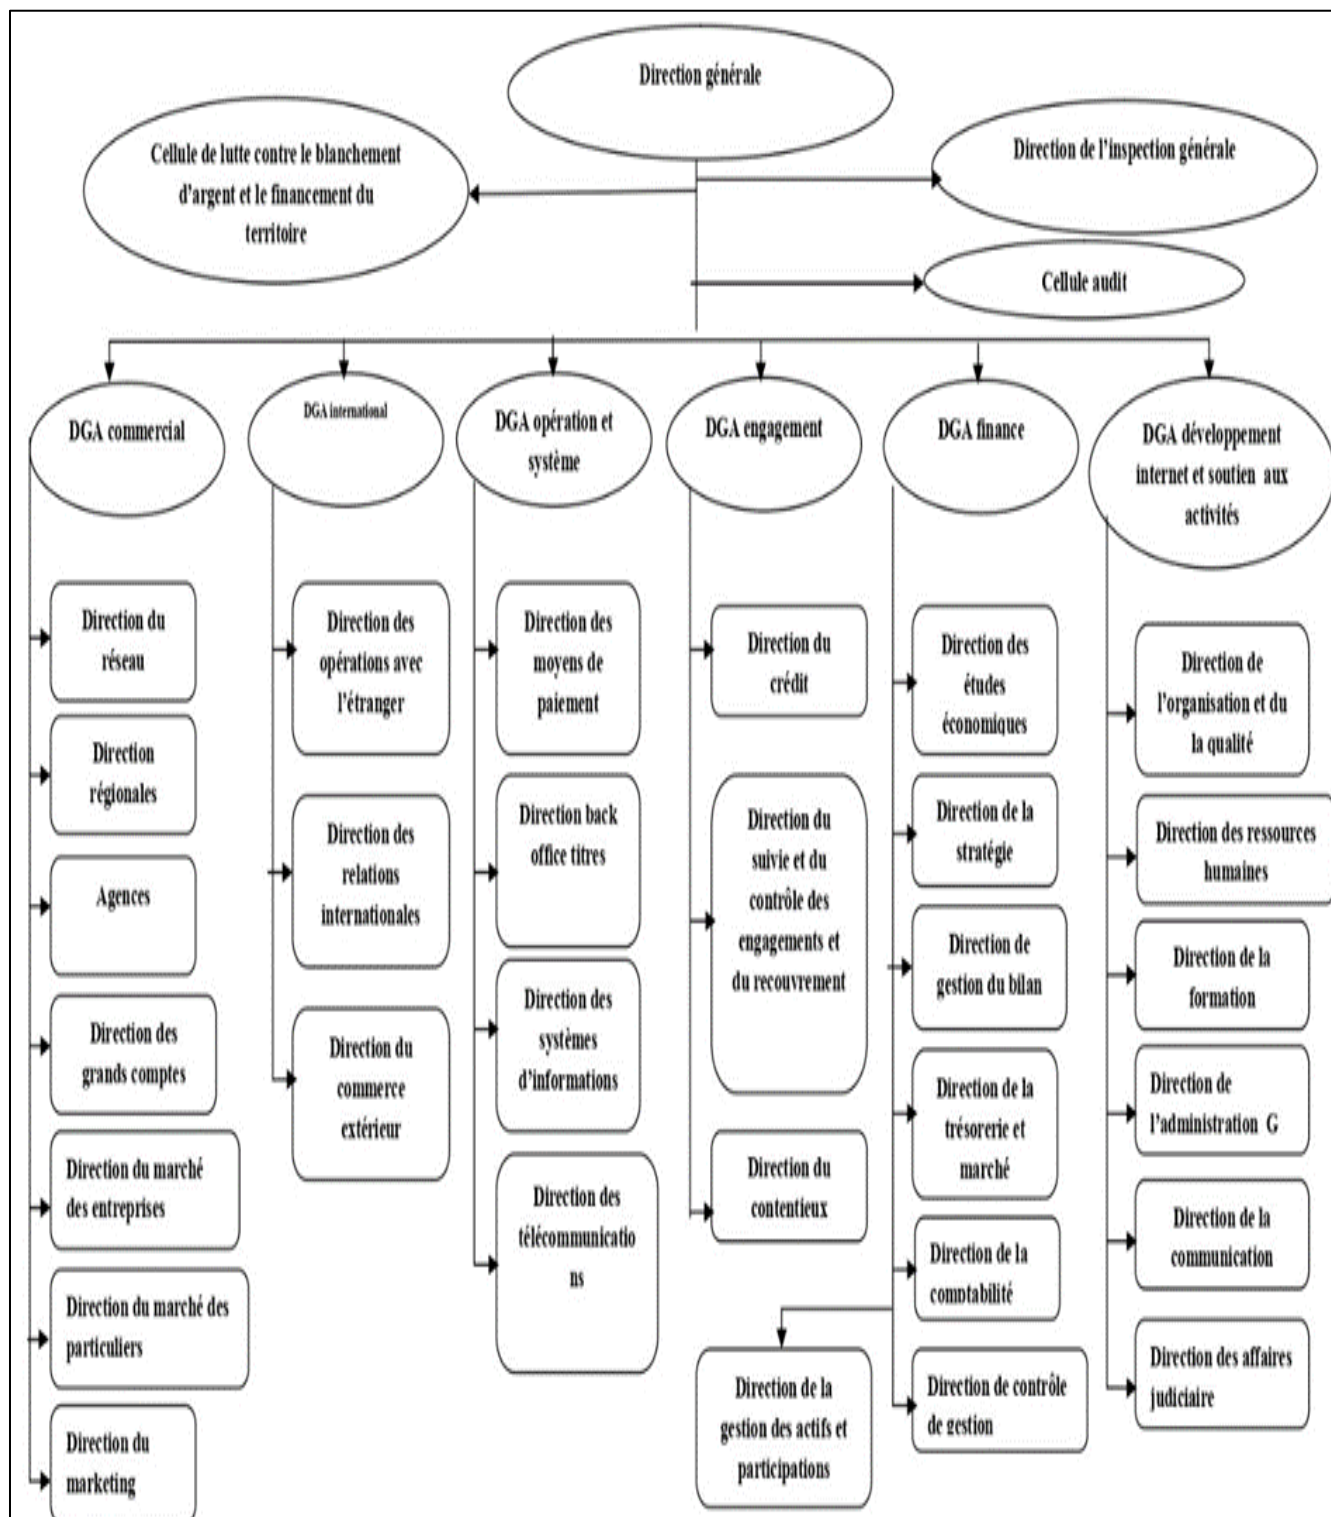 Direction générale
Cellule de lutte contre le blanchement
d'argent et le financement du
territoire
Direction de l'inspection générale
Cellule audit
DGA commercial
DGA international
DGA opération et
système
DGA engagement
DGA finance
DGA développement
internet et soutien aux
activités
Direction du
réseau
Direction
régionales
Agences
Direction des
grands comptes
Direction du marché
des entreprises
Direction du marché des
particuliers
Direction du
marketing
Direction des
opérations avec
l'étranger
Direction des
relations
internationales
Direction du
commerce
extérieur
Direction des
moyens de
paiement
Direction back
office titres
Direction des
systèmes
d'informations
Direction des
télécommunicatio
ns
Direction du
crédit
Direction du
suivie et du
contrôle des
engagements et
du recouvrement
Direction du
contentieux
Direction des
études
économiques
Direction de la
stratégie
Direction de
gestion du bilan
Direction de la
trésorerie et
marché
Direction de la
comptabilité
Direction de la
gestion des actifs et
participations
Direction de contrôle
de gestion
Direction de
l'organisation et du
la qualité
Direction des ressources
humaines
Direction de la
formation
Direction de
l'administration G
Direction de la
communication
Direction des affaires
judiciaire